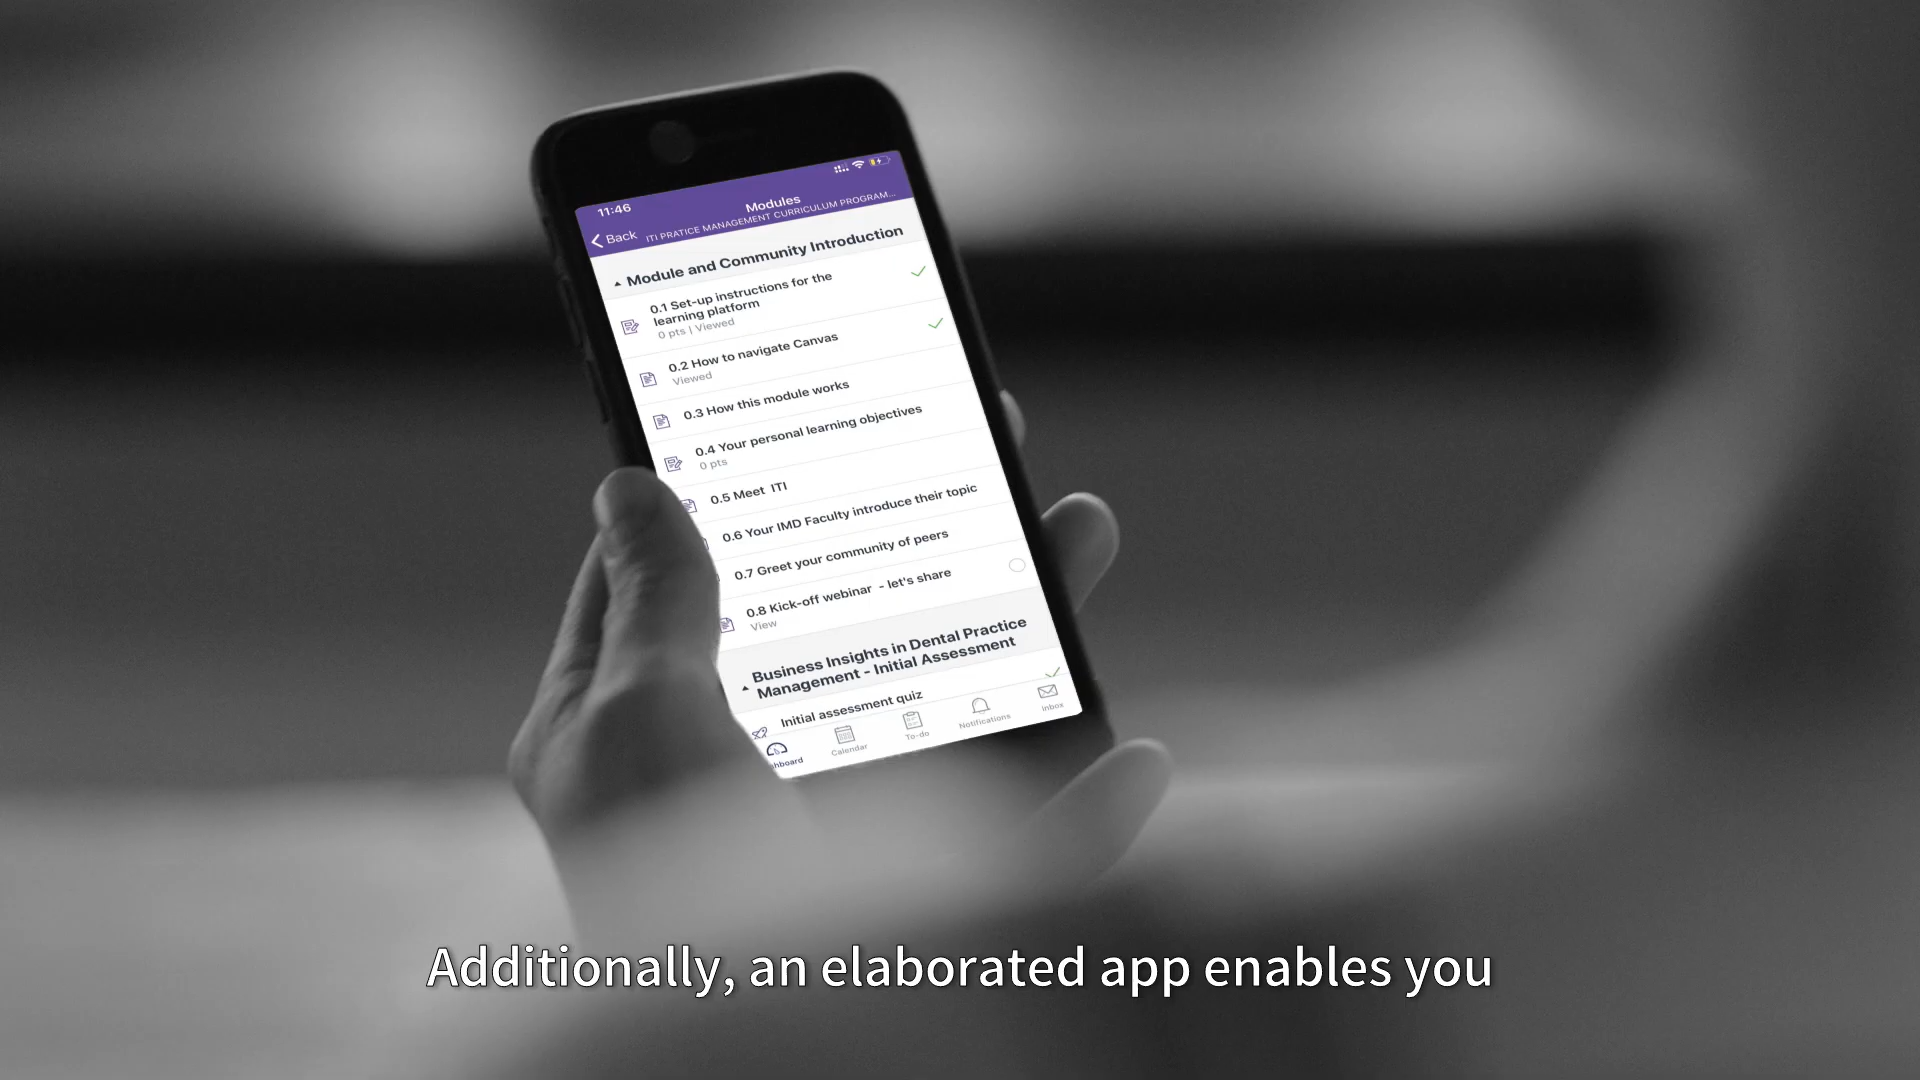 11:46
Modules
Back
ITI PRATICE MANAGEMENT CURRICULUM PROGRAM...
Module and Community Introduction
0.1 Set-up instructions for the
learning platform
0 pts | Viewed
0.2 How to navigate Canvas
Viewed
0.3 How this module works
0.4 Your personal learning objectives
0 pts
0.5 Meet ITI
0.6 Your IMD Faculty introduce their topic
0.7 Greet your community of peers
0.8 Kick-off webinar - let's share
View
Business Insights in Dental Practice
Management - Initial Assessment
Initial assessment quiz
hboard
Calendar
To-do
Notifications
Inbox
Additionally, an elaborated app enables you